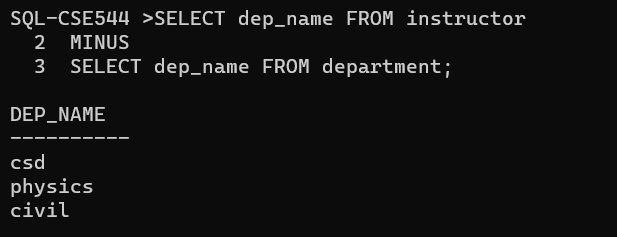 SQL-CSE544 >SELECT dep_name FROM instructor
  2  MINUS
  3  SELECT dep_name FROM department;

DEP_NAME
----------
csd
physics
civil